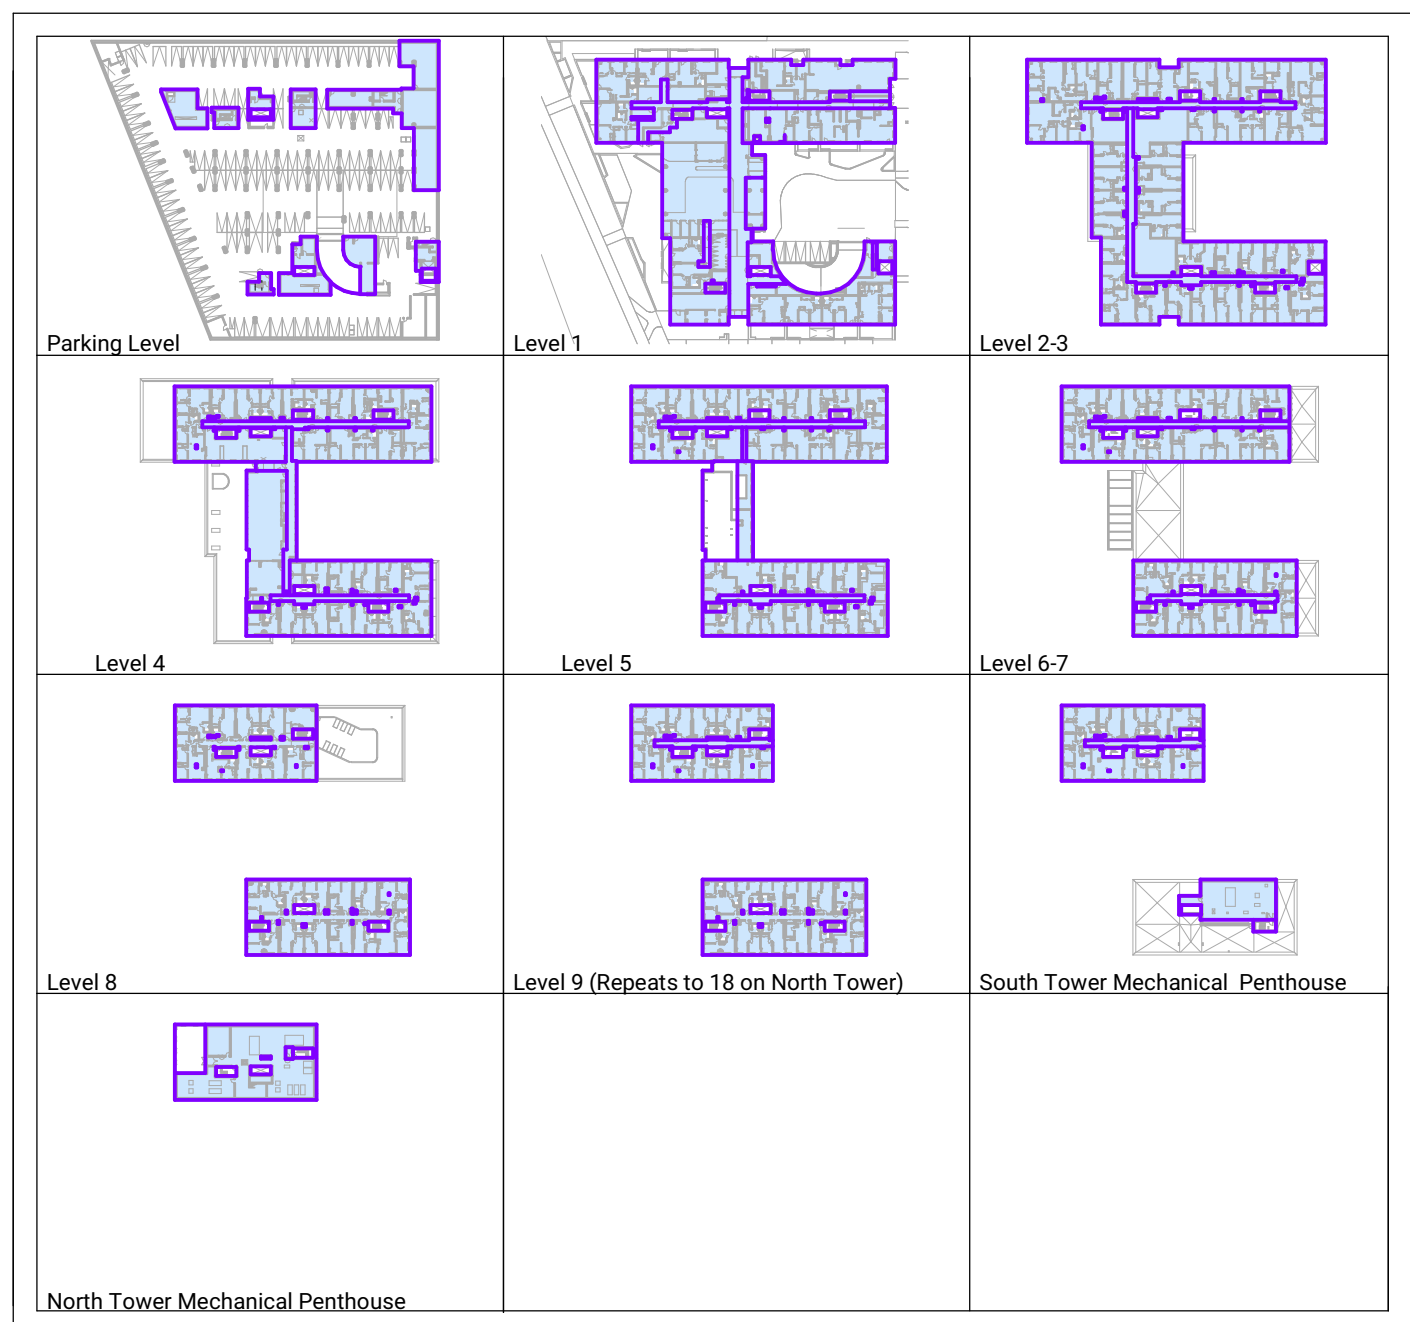 Parking Level
Level 1
Level 2-3
Level 4
Level 5
Level 6-7
Level 8
Level 9 (Repeats to 18 on North Tower)
South Tower Mechanical  Penthouse
North Tower Mechanical Penthouse